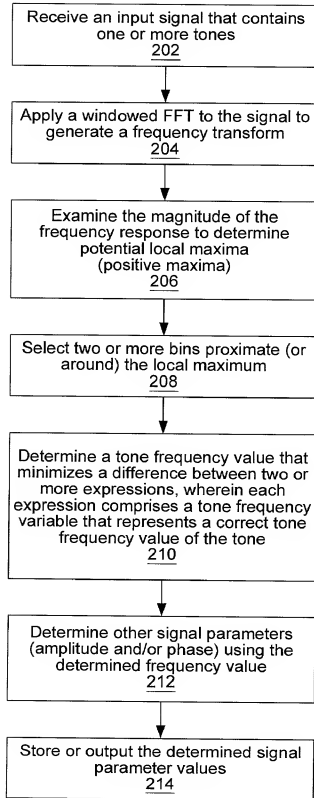 Receive an input signal that contains
one or more tones
202
Apply a windowed FFT to the signal to
generate a frequency transform
204
Examine the magnitude of the
frequency response to determine
potential local maxima
(positive maxima)
206
Select two or more bins proximate (or
around) the local maximum
208
Determine a tone frequency value that
minimizes a difference between two or
more expressions, wherein each
expression comprises a tone frequency
variable that represents a correct tone
frequency value of the tone
210
Determine other signal parameters
(amplitude and/or phase) using the
determined frequency value
212
Store or output the determined signal
parameter values
214